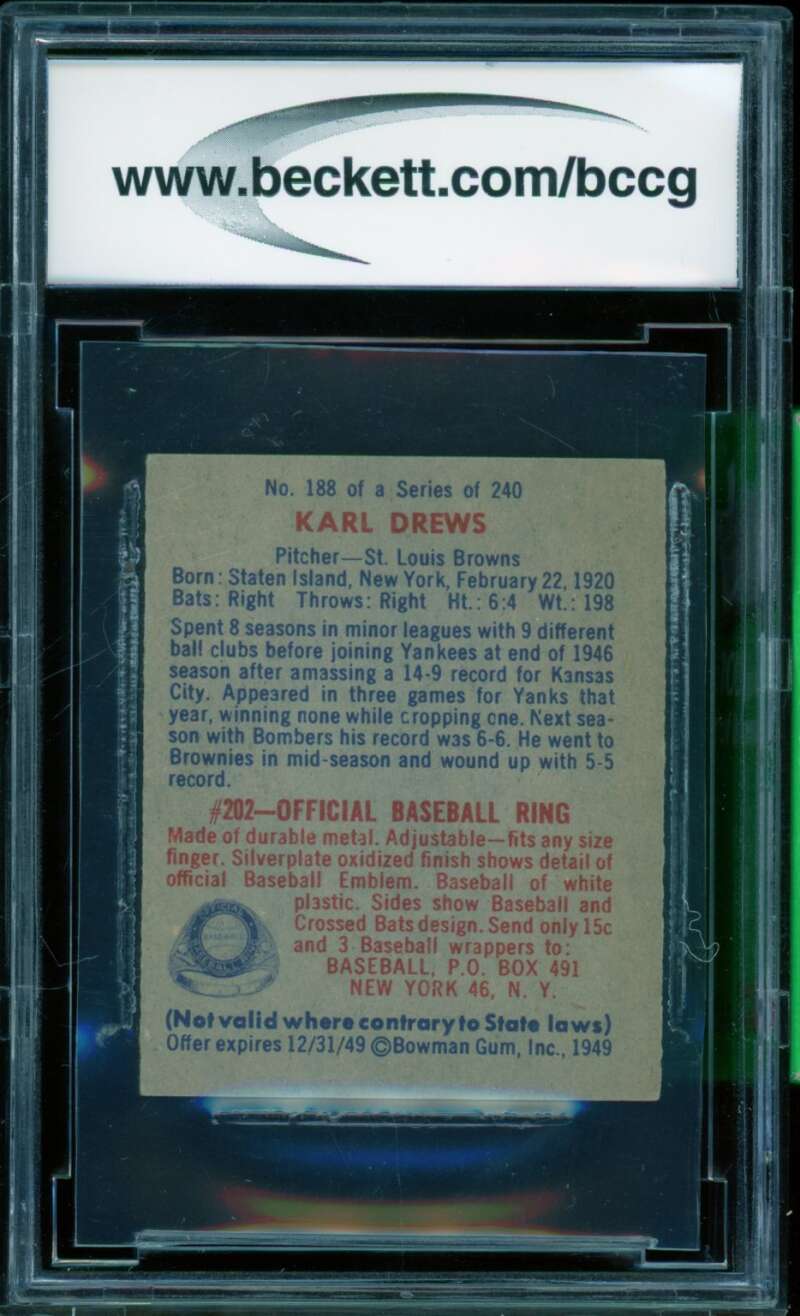 www.beckett.com/bccg
No. 188 of a Series of 240
KARL DREWS
Pitcher—St. Louis Browns
Born: Staten Island, New York, February 22, 1920
Bats: Right Throws: Right Ht.: 6:4 Wt.: 198
Spent 8 seasons in minor leagues with 9 different
ball clubs before joining Yankees at end of 1946
season after amassing a 14-9 record for Kansas
City. Appeared in three games for Yanks that
year, winning none while cropping cne. Next sea-
son with Bombers his record was 6-6. He went to
Brownies in mid-season and wound up with 5-5
record.
#202—OFFICIAL BASEBALL RING
Made of durable metal. Adjustable—fits any size
finger. Silverplate oxidized finish shows detail of
official Baseball Emblem. Baseball of white
plastic. Sides show Baseball and
Crossed Bats design. Send only 15c
and 3 Baseball wrappers to:
BASEBALL, P.O. BOX 491
NEW YORK 46, N. Y.
OFFICIAL
BASEBALL
(Not valid where contrary to State laws)
Offer expires 12/31/49 ©Bowman Gum, Inc., 1949